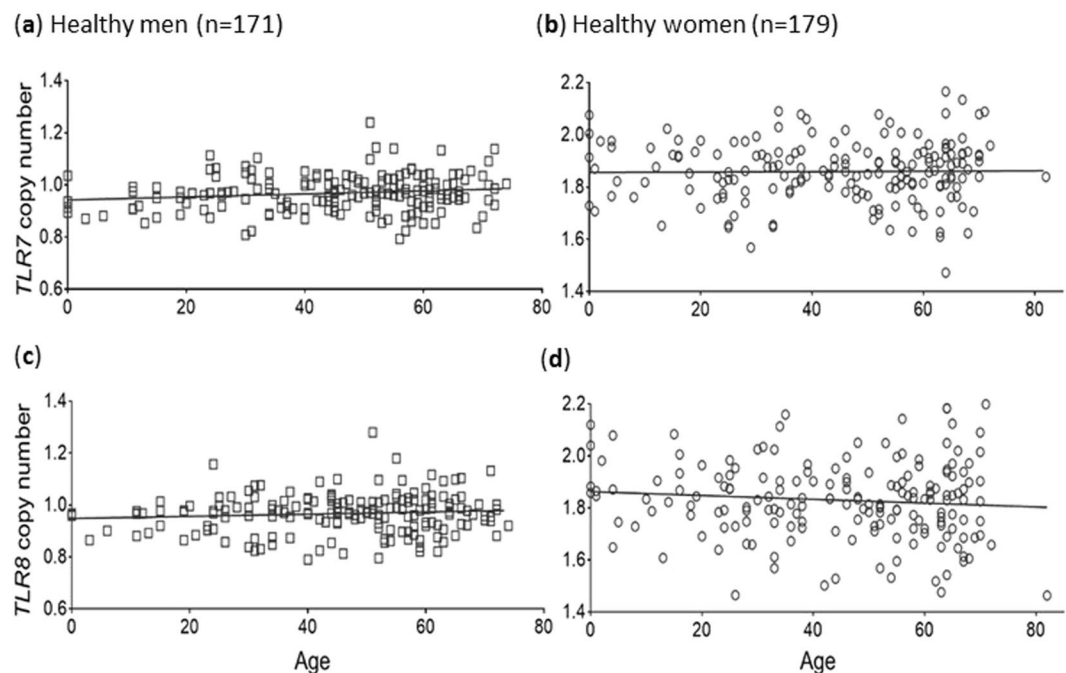 (a) Healthy men (n=171)
(b) Healthy women (n=179)
TLR7 copy number
1.4
1.2
1.0
0.8
0.6
0 20 40 60 80
2.2
2.0
1.8
1.6
1.4
0 20 40 60 80
(c)
(d)
TLR8 copy number
1.4
1.2
1.0
0.8
0.6
0 20 40 60 80
Age
2.2
2.0
1.8
1.6
1.4
0 20 40 60 80
Age